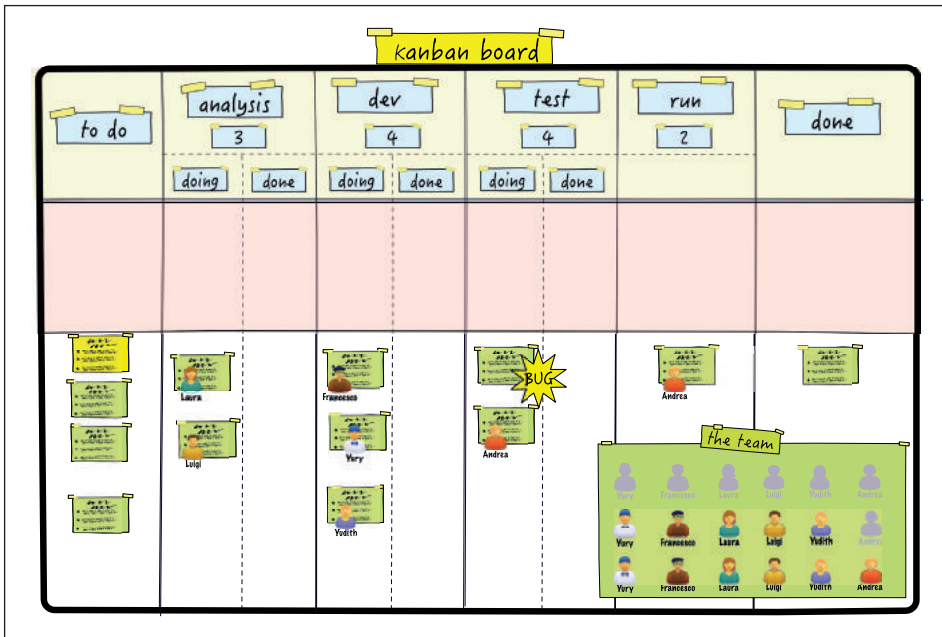 kanban board
to do
analysis
dev
test
run
done
3
4
4
2
doing
done
doing
done
doing
done
BUG
Laura
Francesco
Andrea
Luigi
Yury
Andrea
Yudith
the team
Yury Francesco Laura Luigi Yudith Andrea
Yury Francesco Laura Luigi Yudith Andrea
Yury Francesco Laura Luigi Yudith Andrea